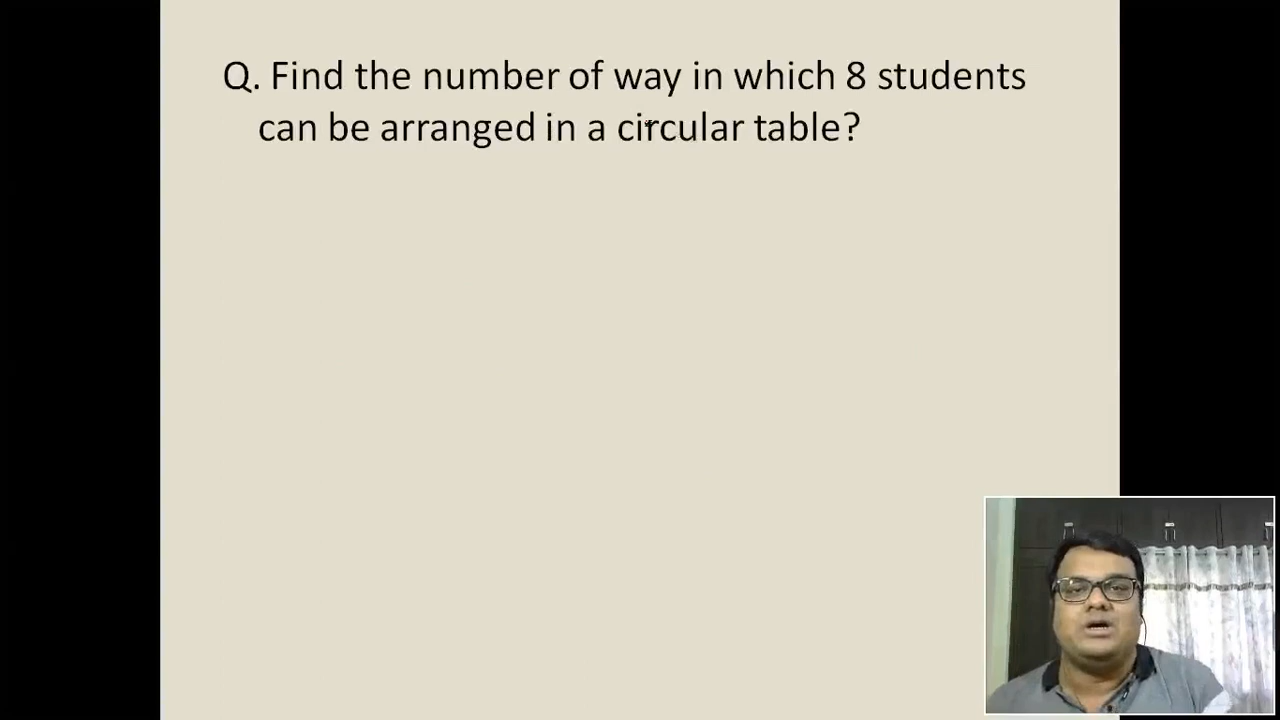 Q. Find the number of way in which 8 students
can be arranged in a circular table?